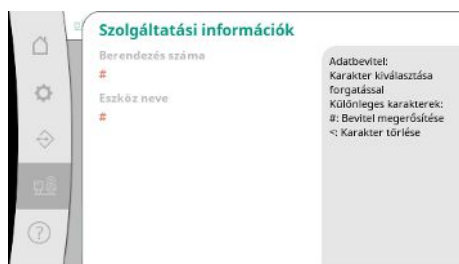 Szolgáltatási információk
Berendezés száma
#
Eszköz neve
#
Adatbevitel:
Karakter kiválasztása
forgatással
Különleges karakterek:
#: Bevitel megerősítése
<: Karakter törlése
?